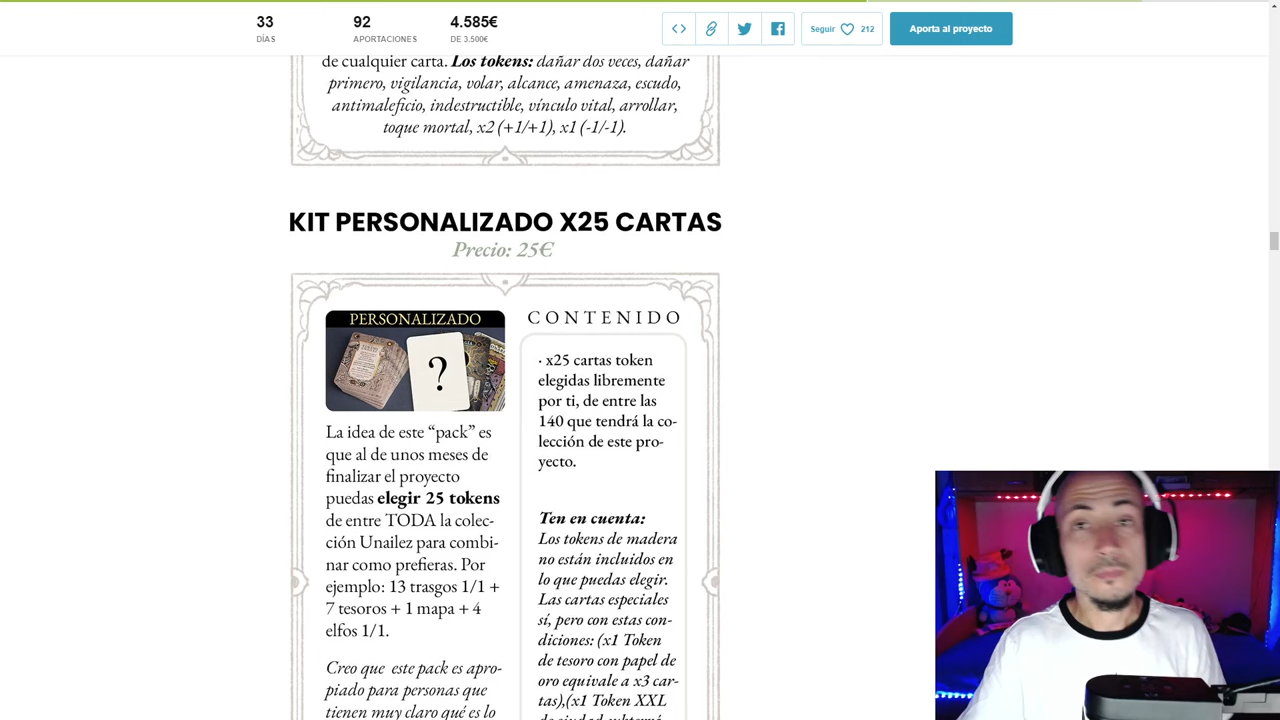 33
DÍAS
92
APORTACIONES
4.585€
DE 3.500€
Seguir
212
Aporta al proyecto
de cualquier carta. Los tokens: dañar dos veces, dañar
primero, vigilancia, volar, alcance, amenaza, escudo,
antimaleficio, indestructible, vínculo vital, arrollar,
toque mortal, x2 (+1/+1), x1 (-1/-1).
KIT PERSONALIZADO X25 CARTAS
Precio: 25€
PERSONALIZADO
?
La idea de este “pack” es
que al de unos meses de
finalizar el proyecto
puedas elegir 25 tokens
de entre TODA la colec-
ción Unailez para combi-
nar como prefieras. Por
ejemplo: 13 trasgos 1/1 +
7 tesoros + 1 mapa + 4
elfos 1/1.
Creo que este pack es apro-
piado para personas que
tienen muy claro qué es lo
CONTENIDO
· x25 cartas token
elegidas libremente
por ti, de entre las
140 que tendrá la co-
lección de este pro-
yecto.
Ten en cuenta:
Los tokens de madera
no están incluidos en
lo que puedas elegir.
Las cartas especiales
sí, pero con estas con-
diciones: (x1 Token
de tesoro con papel de
oro equivale a x3 car-
tas),(x1 Token XXL